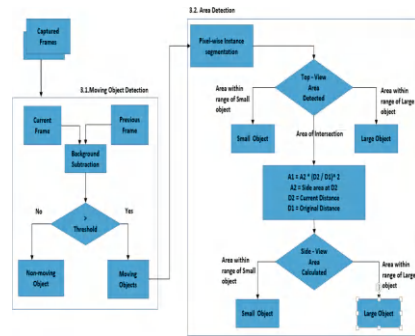 Captured
Frames
3.1.Moving Object Detection
Current
Frame
Previous
Frame
Background
Subtraction
No
>
Threshold
Yes
Non-moving
Object
Moving
Objects
3.2. Area Detection
Pixel-wise Instance
segmentation
Top - View
Area
Detected
Area within
range of Small
object
Area within
range of Large
object
Small Object
Area of Intersection
Large Object
A1 = A2 * (D2 / D1)^ 2
A2 = Side area at D2
D2 = Current Distance
D1 = Original Distance
Side - View
Area
Calculated
Area within
range of Small
object
Area within
range of Large
object
Small Object
Large Object